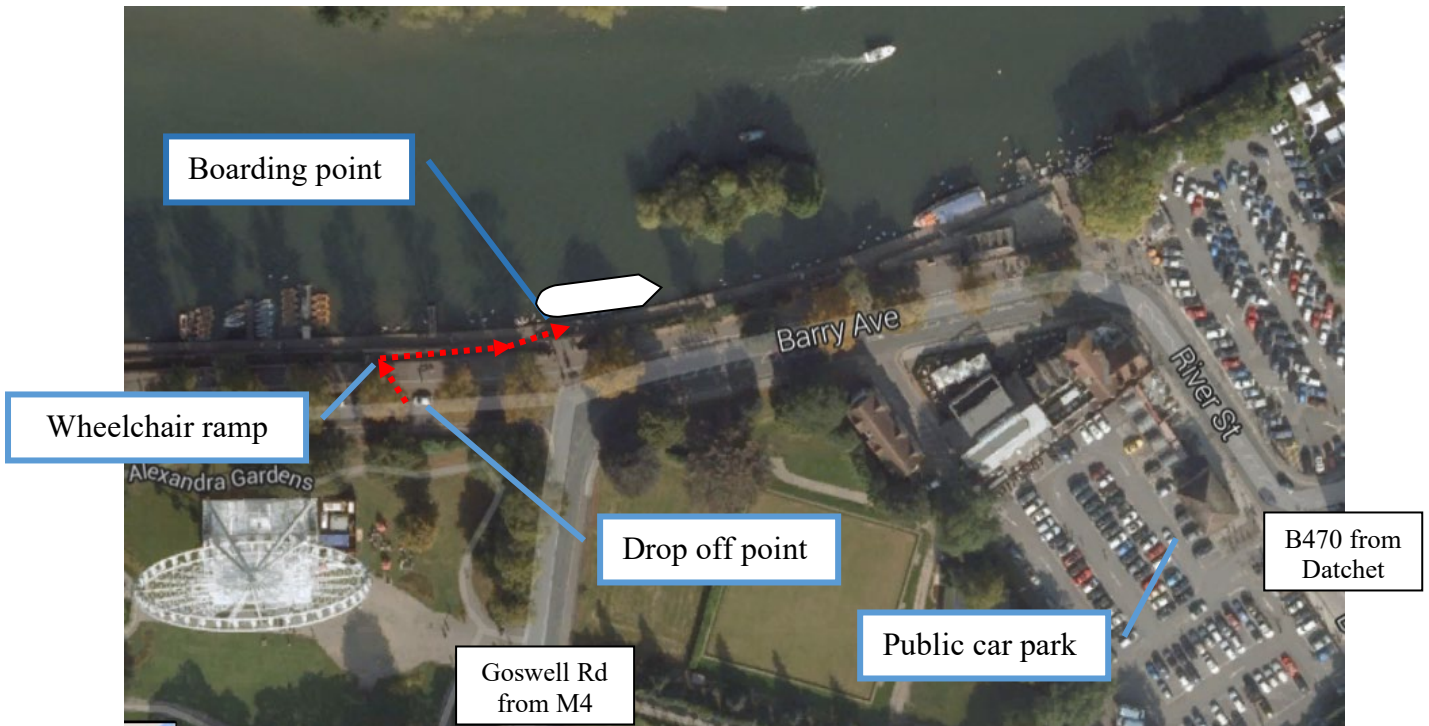 Boarding point
Barry Ave
River St
Wheelchair ramp
Alexandra Gardens
Drop off point
B470 from
Datchet
Public car park
Goswell Rd
from M4